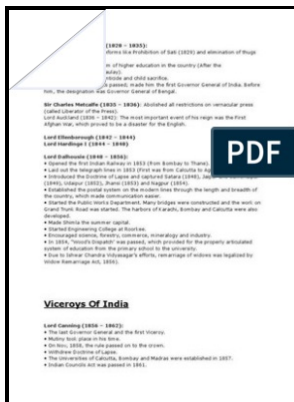 (1828 – 1835):
forms like Prohibition of Sati (1829) and elimination of thugs
of higher education in the country (After the
and child sacrifice.
passed; made him the first Governor General of India. Before
him, the designation was Governor General of Bengal.
Sir Charles Metcalfe (1835 – 1836): Abolished all restrictions on vernacular press
(called Liberator of the Press).
Lord Auckland (1836 – 1842): The most important event of his reign was the First
Afghan War, which proved to be a disaster for the English.
Lord Ellenborough (1842 – 1844)
Lord Hardinge I (1844 – 1848)
PDF
Lord Dalhousie (1848 – 1856):
• Opened the first Indian Railway in 1853 (from Bombay to Thane).
• Laid out the telegraph lines in 1853 (First was from Calcutta to
• Introduced the Doctrine of Lapse and captured Satara (1848),
(1848), Udaipur (1852), Jhansi (1853) and Nagpur (1854).
• Established the postal system on the modern lines through the length and breadth of
the country, which made communication easier.
• Started the Public Works Department. Many bridges were constructed and the work on
Grand Trunk Road was started. The harbors of Karachi, Bombay and Calcutta were also
developed.
• Made Shimla the summer capital.
• Started Engineering College at Roorkee.
• Encouraged science, forestry, commerce, mineralogy and industry.
• In 1854, "Wood's Dispatch" was passed, which provided for the properly articulated
system of education from the primary school to the university.
• Due to Ishwar Chandra Vidyasagar's efforts, remarriage of widows was legalized by
Widow Remarriage Act, 1856).
Viceroys Of India
Lord Canning (1856 – 1862):
• The last Governor General and the first Viceroy.
• Mutiny took place in his time.
• On Nov, 1858, the rule passed on to the crown.
• Withdrew Doctrine of Lapse.
• The Universities of Calcutta, Bombay and Madras were established in 1857.
• Indian Councils Act was passed in 1861.